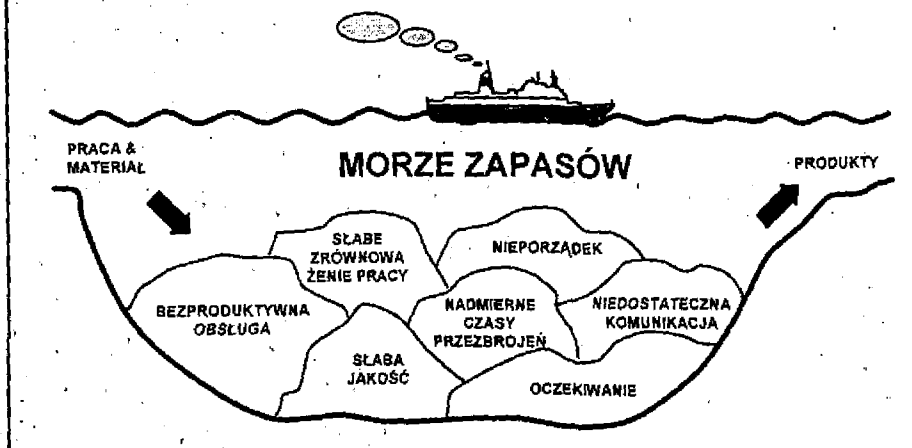 PRACA &
MATERIAŁ
MORZE ZAPASÓW
PRODUKTY
SŁABE
ZRÓWNOWA
ŻENIE PRACY
NIEPORZĄDEK
BEZPRODUKTYWNA
OBSŁUGA
NADMIERNE
CZASY
PRZEZBROJEŃ
NIEDOSTATECZNA
KOMUNIKACJA
SŁABA
JAKOŚĆ
OCZEKIWANIE